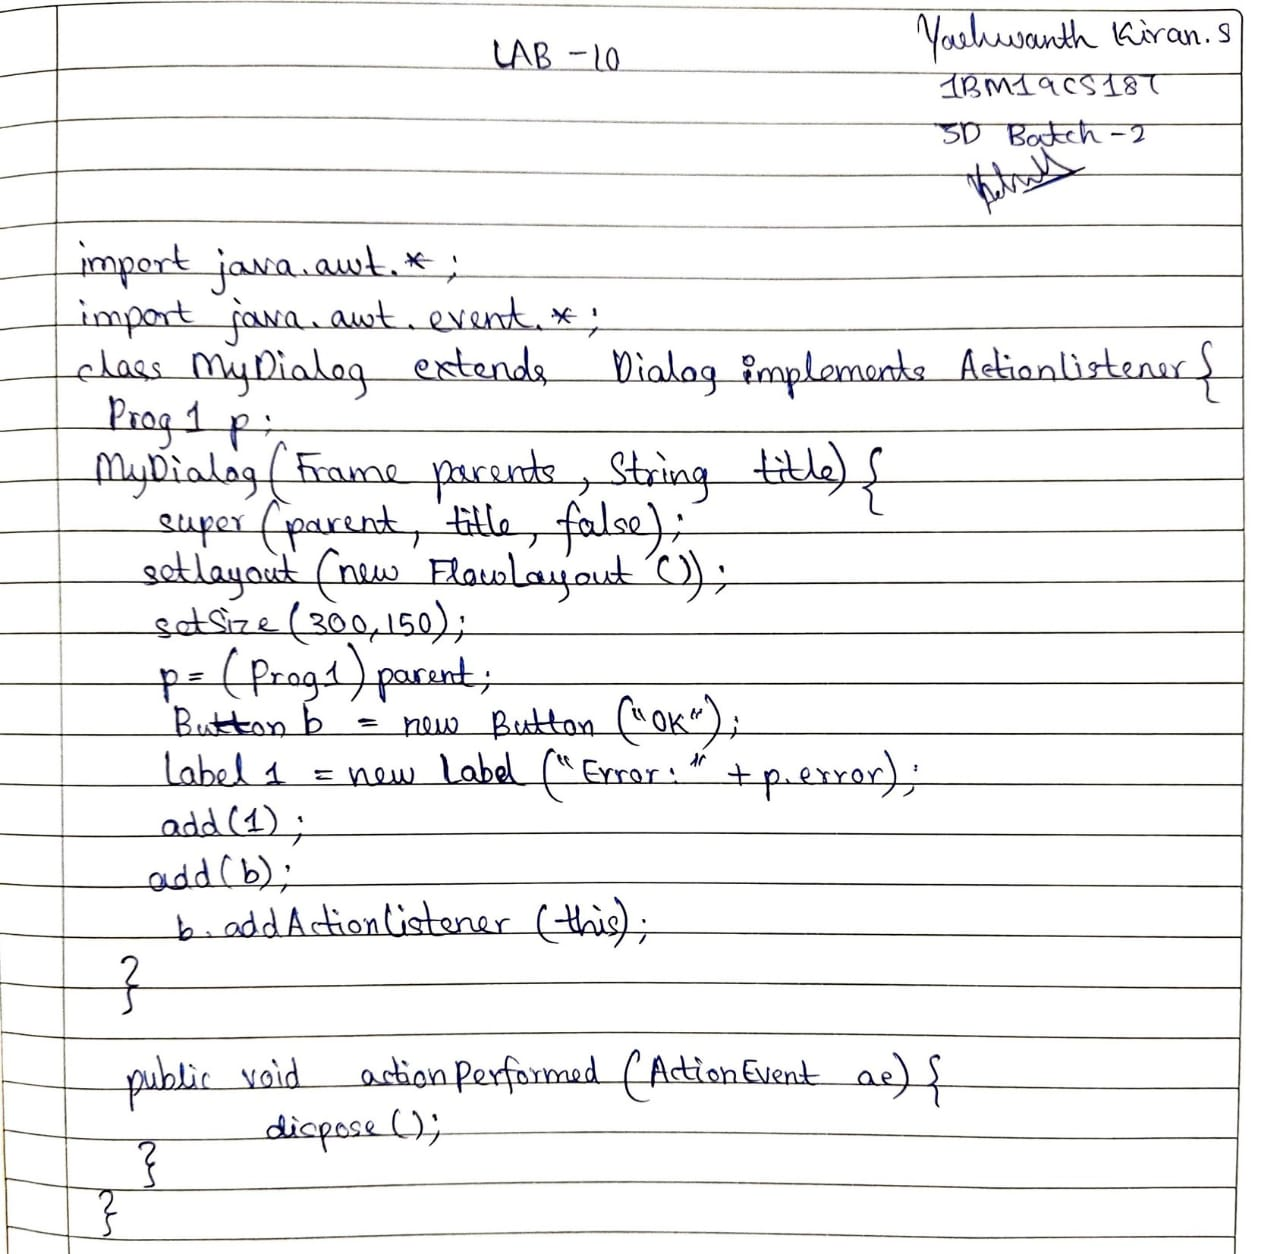 LAB -10
Yashwanth Kiran.S
1BM19CS187
3D Batch -2
import java.awt.*;
import java.awt.event.*;
class MyDialog extends Dialog implements Actionlistener{
Prog1 p;
MyDialog(Frame parents, String title){
super(parent, title, false);
setlayout(new FlowLayout());
setSize(300,150);
p=(Prog1)parent;
Button b = new Button("OK");
Label 1 = new Label("Error:" + p.error);
add(1);
add(b);
b.addActionListener(this);
}
public void actionPerformed(ActionEvent ae){
dispose();
}
}